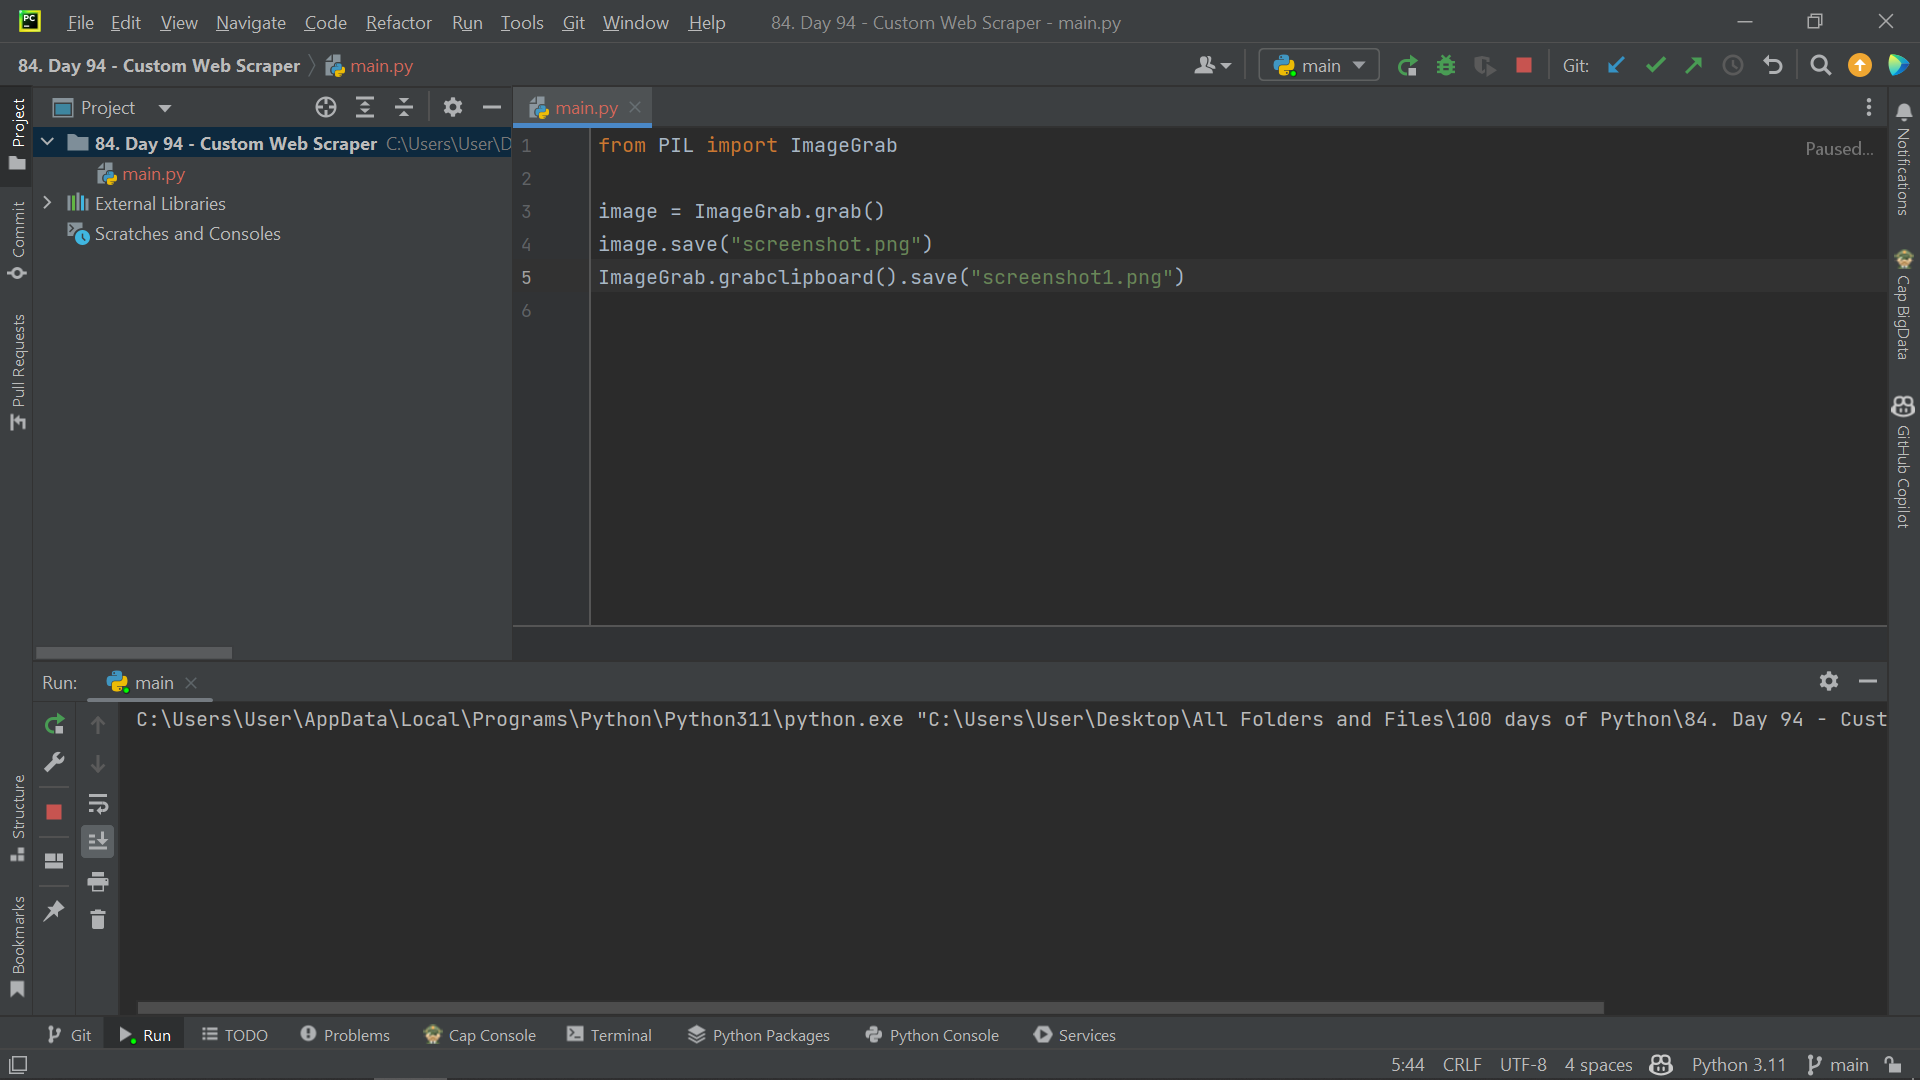 File Edit View Navigate Code Refactor Run Tools Git Window Help 84. Day 94 - Custom Web Scraper - main.py
84. Day 94 - Custom Web Scraper main.py main Git:
Project main.py
84. Day 94 - Custom Web Scraper C:\Users\User\D
main.py
External Libraries
Scratches and Consoles
1 from PIL import ImageGrab
Paused...
2
3 image = ImageGrab.grab()
4 image.save("screenshot.png")
5 ImageGrab.grabclipboard().save("screenshot1.png")
6
Project
Commit
Pull Requests
Structure
Bookmarks
Notifications
Cap BigData
GitHub Copilot
Run: main
C:\Users\User\AppData\Local\Programs\Python\Python311\python.exe "C:\Users\User\Desktop\All Folders and Files\100 days of Python\84. Day 94 - Cust
Git Run TODO Problems Cap Console Terminal Python Packages Python Console Services
5:44 CRLF UTF-8 4 spaces Python 3.11 main